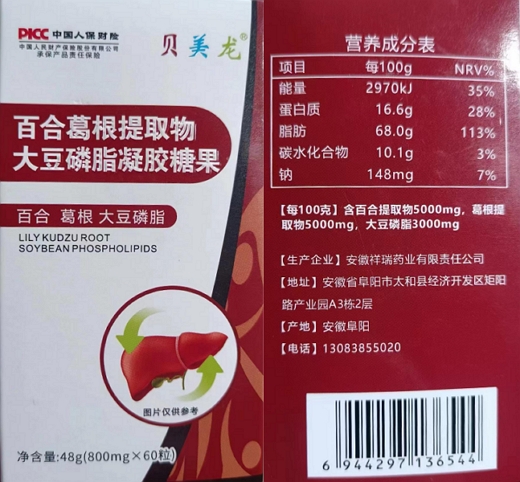 PICC 中国人保财险
中国人民财产保险股份有限公司
承保产品责任保险
贝美龙
百合葛根提取物
大豆磷脂凝胶糖果
百合 葛根 大豆磷脂
LILY KUDZU ROOT
SOYBEAN PHOSPHOLIPIDS
图片仅供参考
净含量:48g(800mg×60粒)
营养成分表
项目 每100g NRV%
能量 2970kJ 35%
蛋白质 16.6g 28%
脂肪 68.0g 113%
碳水化合物 10.1g 3%
钠 148mg 7%
【每100克】含百合提取物5000mg，葛根提
取物5000mg，大豆磷脂3000mg
【生产企业】安徽祥瑞药业有限责任公司
【地址】安徽省阜阳市太和县经济开发区矩阳
路产业园A3栋2层
【产地】安徽阜阳
【电话】13083855020
6 944297 136544